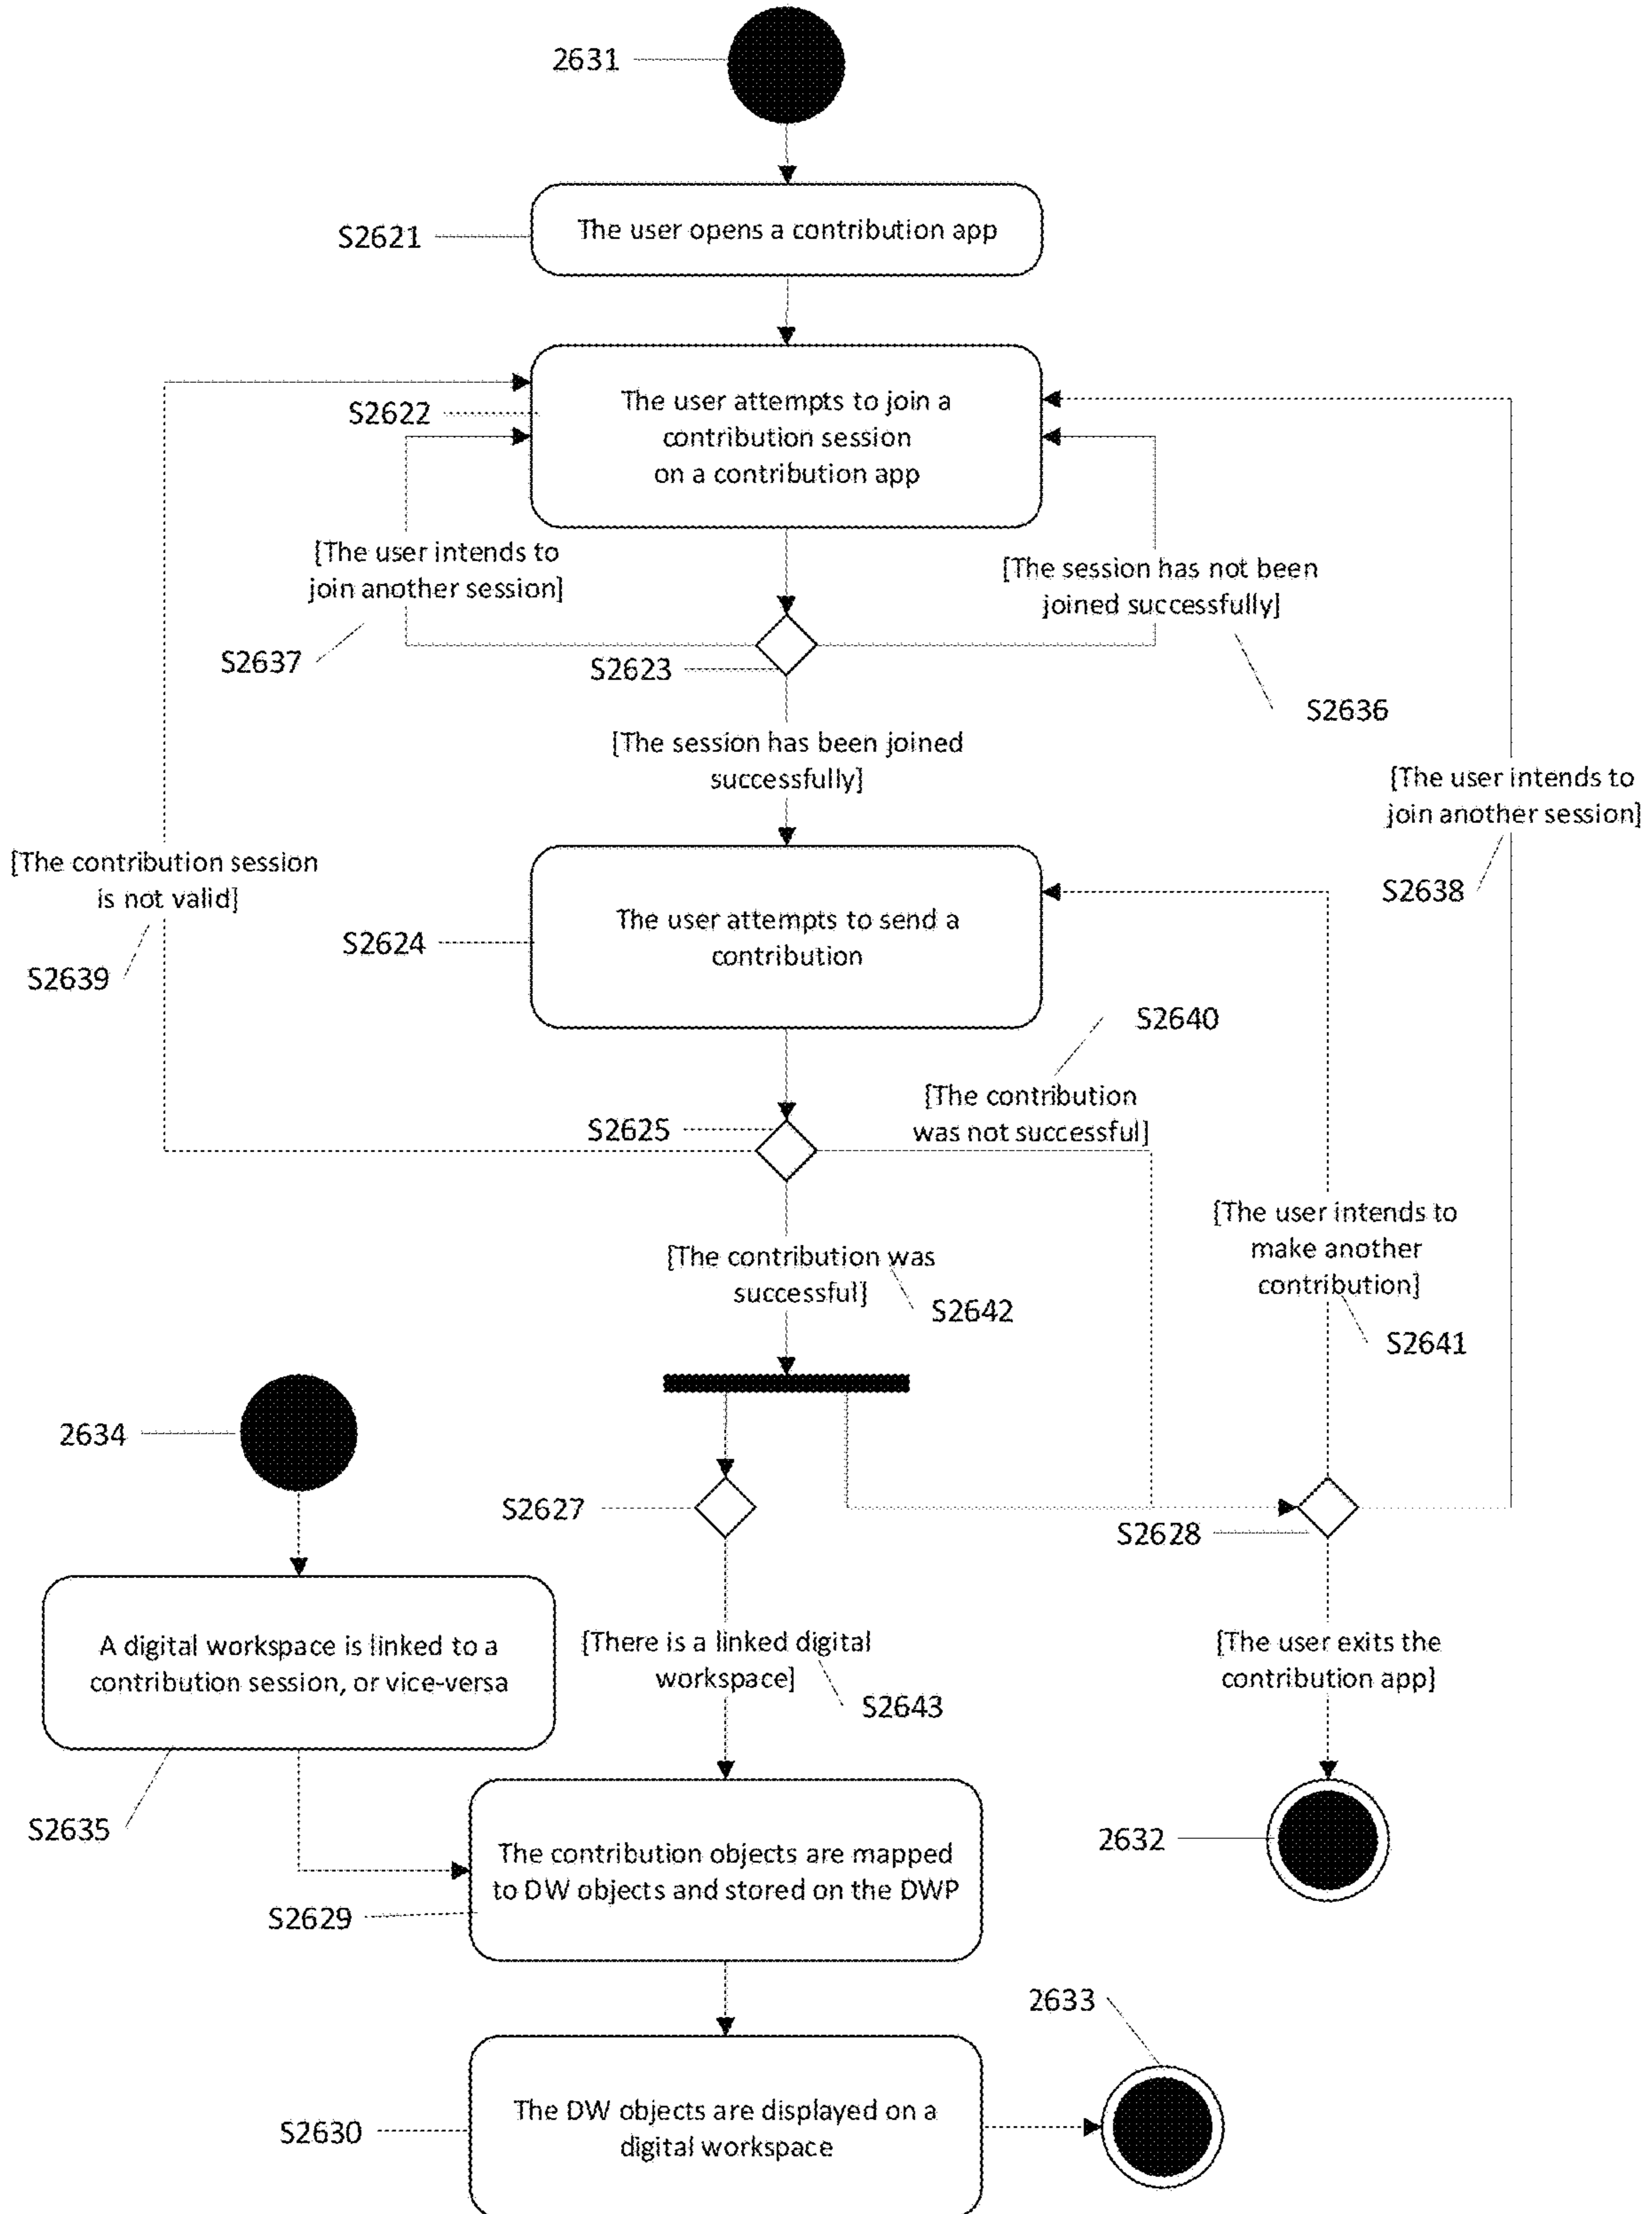 2631
S2621
The user opens a contribution app
S2622
The user attempts to join a
contribution session
on a contribution app
[The user intends to
join another session]
[The session has not been
joined successfully]
S2637
S2623
S2636
[The session has been joined
successfully]
[The user intends to
join another session]
S2638
[The contribution session
is not valid]
S2639
S2624
The user attempts to send a
contribution
S2640
[The contribution
was not successful]
S2625
[The user intends to
make another
contribution]
S2641
[The contribution was
successful]
S2642
2634
S2627
S2628
A digital workspace is linked to a
contribution session, or vice-versa
[There is a linked digital
workspace]
S2643
[The user exits the
contribution app]
S2635
2632
The contribution objects are mapped
to DW objects and stored on the DWP
S2629
2633
S2630
The DW objects are displayed on a
digital workspace